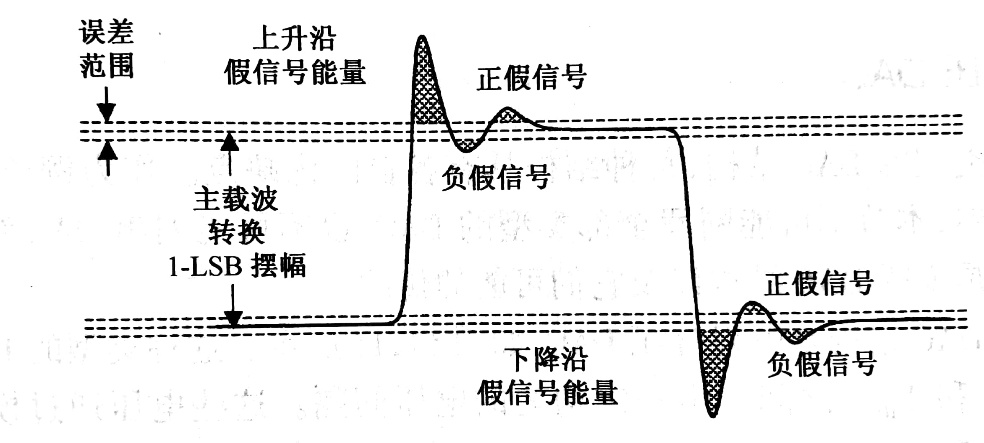 误差
范围
上升沿
假信号能量
正假信号
负假信号
主载波
转换
1-LSB 摆幅
正假信号
负假信号
下降沿
假信号能量